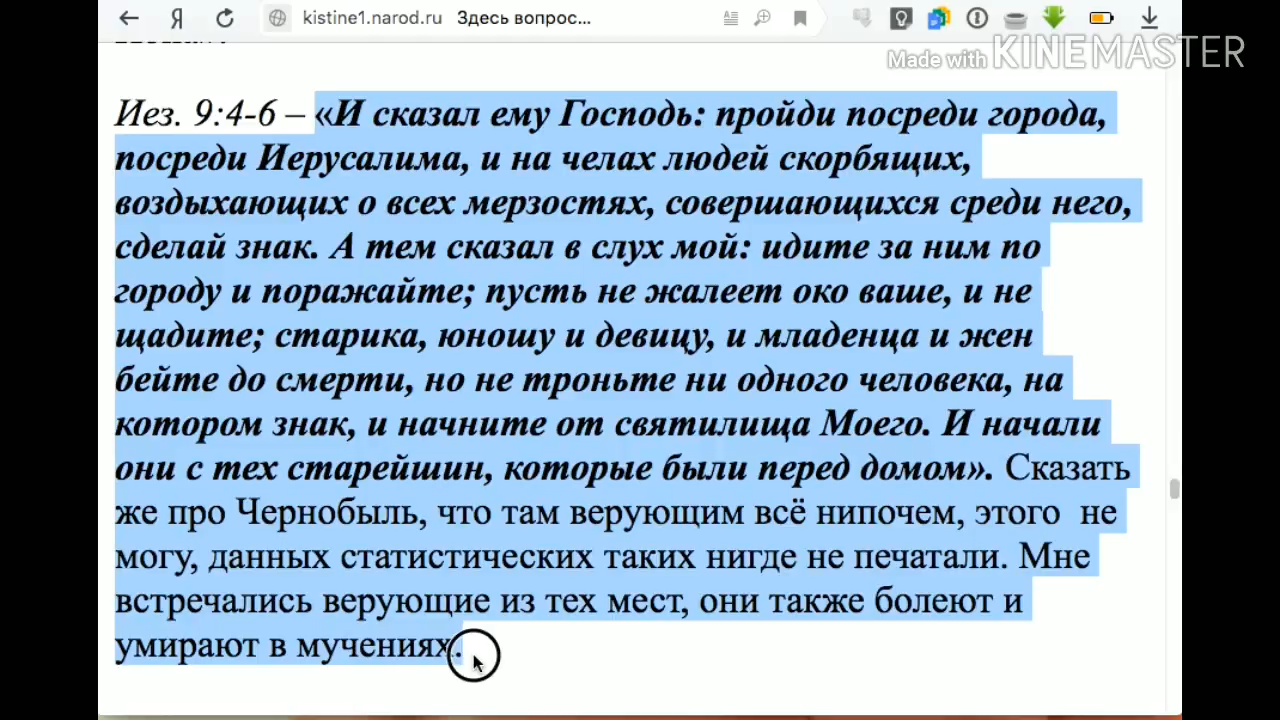 Я kistine1.narod.ru Здесь вопрос...
Made with KINEMASTER
Иез. 9:4-6 – «И сказал ему Господь: пройди посреди города,
посреди Иерусалима, и на челах людей скорбящих,
воздыхающих о всех мерзостях, совершающихся среди него,
сделай знак. А тем сказал в слух мой: идите за ним по
городу и поражайте; пусть не жалеет око ваше, и не
щадите; старика, юношу и девицу, и младенца и жен
бейте до смерти, но не троньте ни одного человека, на
котором знак, и начните от святилища Моего. И начали
они с тех старейшин, которые были перед домом». Сказать
же про Чернобыль, что там верующим всё нипочем, этого не
могу, данных статистических таких нигде не печатали. Мне
встречались верующие из тех мест, они также болеют и
умирают в мучениях.